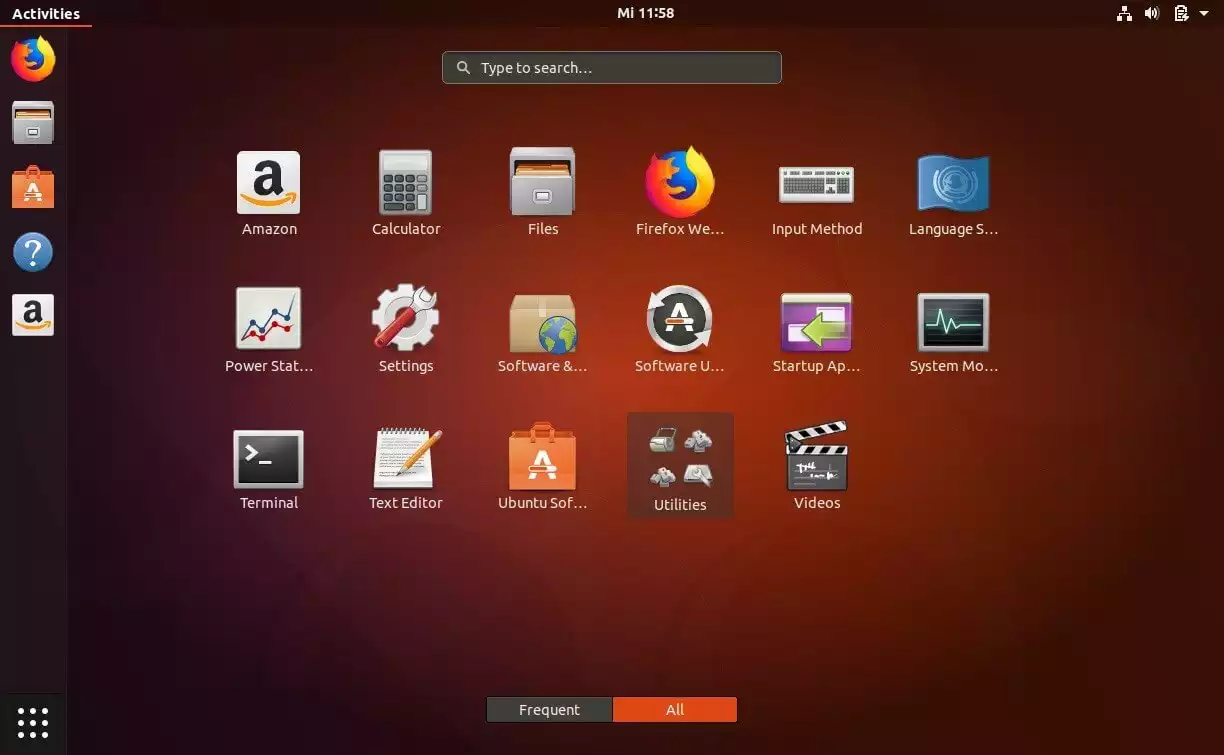 Activities
Mi 11:58
Type to search...
Amazon
Calculator
Files
Firefox We...
Input Method
Language S...
Power Stat...
Settings
Software &...
Software U...
Startup Ap...
System Mo...
Terminal
Text Editor
Ubuntu Sof...
Utilities
Videos
Frequent
All